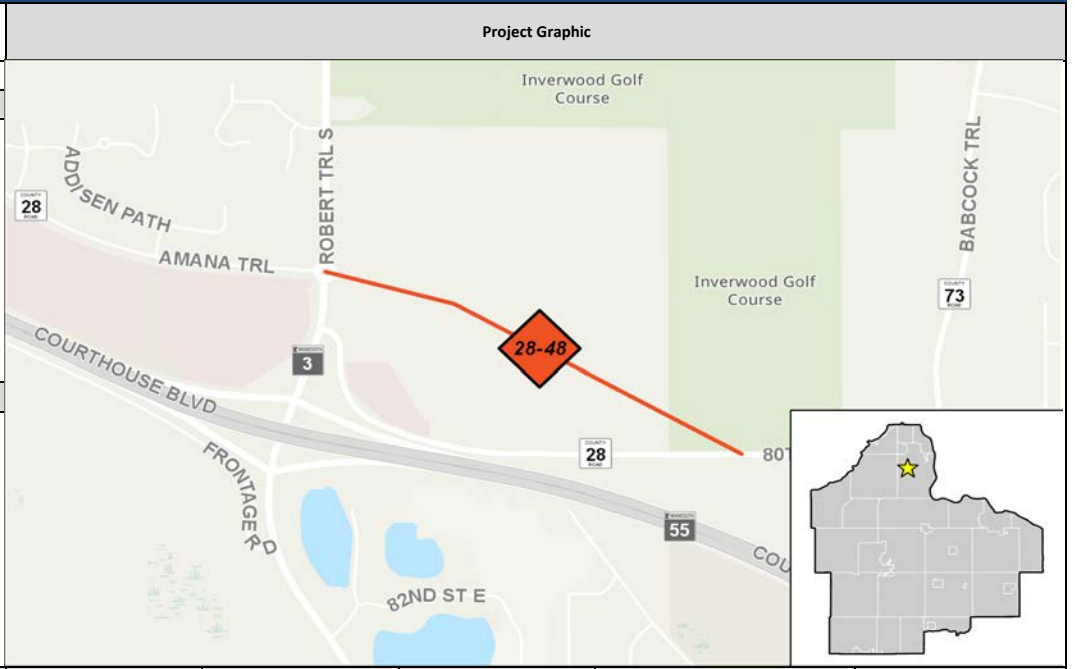 Project Graphic
Inverwood Golf
Course
ROBERT TRL S
BABCOCK TRL
ADDISEN PATH
COUNTY
28
ROAD
AMANA TRL
Inverwood Golf
Course
COUNTY
73
ROAD
28-48
MINNESOTA
3
COURTHOUSE BLVD
COUNTY
28
ROAD
80T
FRONTAGE RD
MINNESOTA
55
COU
82ND ST E